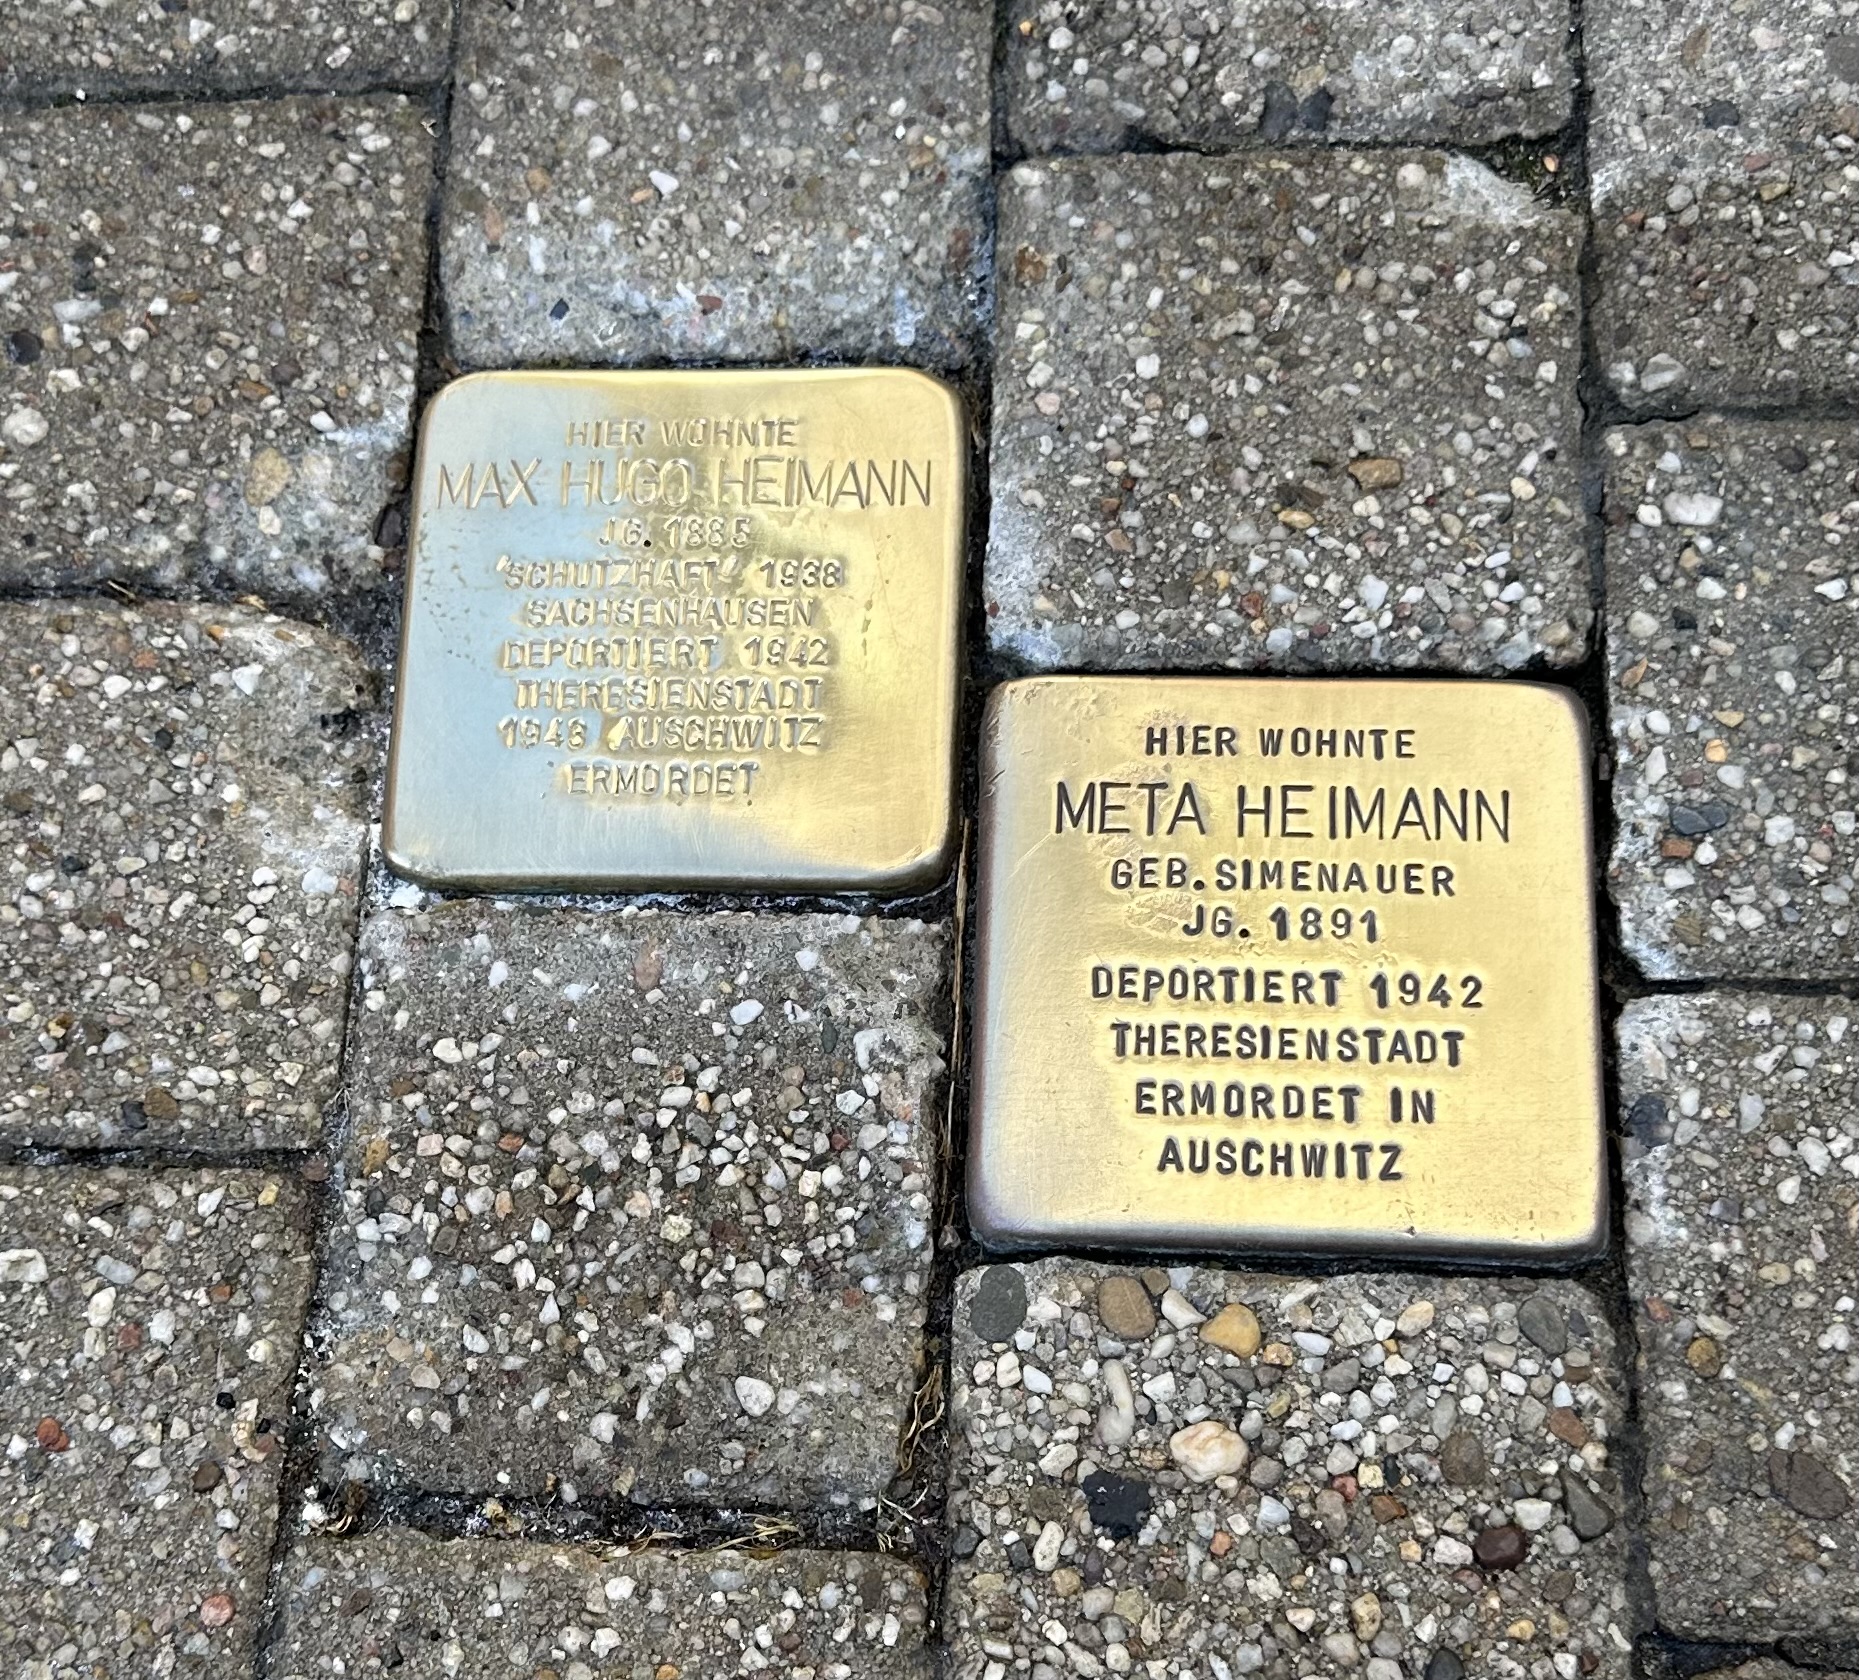 HIER WOHNTE
MAX HUGO HEIMANN
JG. 1885
"SCHUTZHAFT" 1938
SACHSENHAUSEN
DEPORTIERT 1942
THERESIENSTADT
1943 AUSCHWITZ
ERMORDET
HIER WOHNTE
META HEIMANN
GEB. SIMENAUER
JG. 1891
DEPORTIERT 1942
THERESIENSTADT
ERMORDET IN
AUSCHWITZ